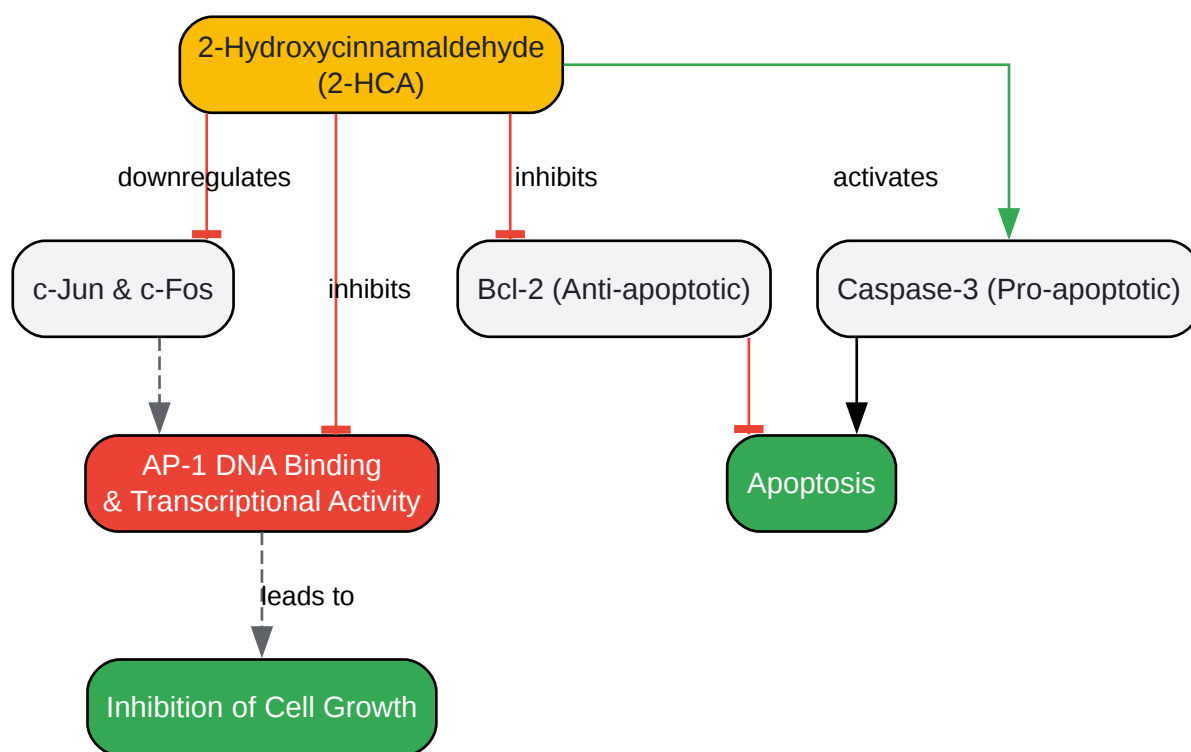 2-Hydroxycinnamaldehyde
(2-HCA)
downregulates
inhibits
activates
c-Jun & c-Fos
inhibits
Bcl-2 (Anti-apoptotic)
Caspase-3 (Pro-apoptotic)
AP-1 DNA Binding
& Transcriptional Activity
Apoptosis
leads to
Inhibition of Cell Growth